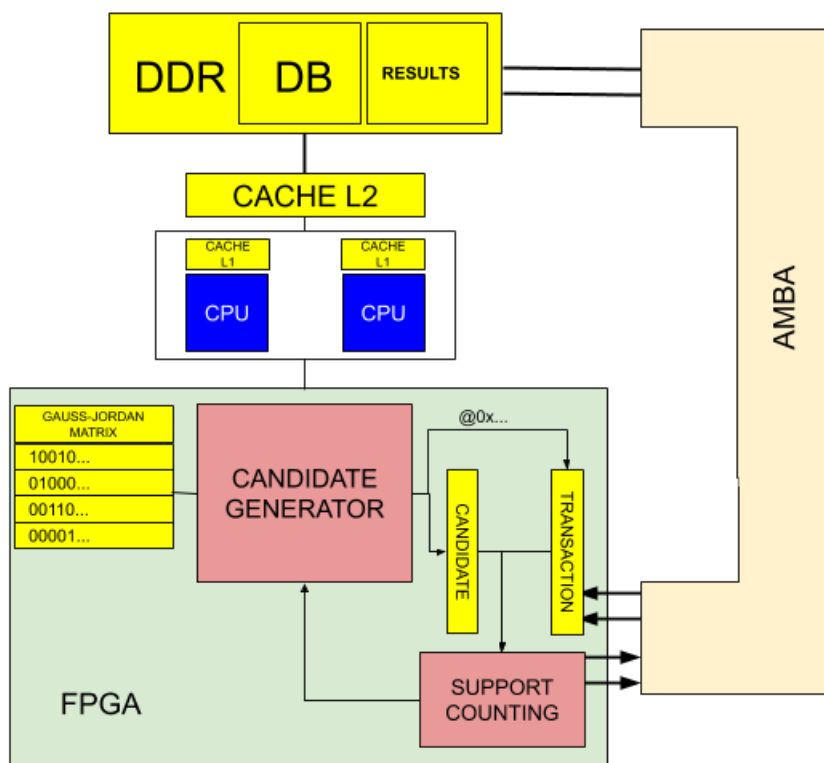 DDR
DB
RESULTS
CACHE L2
CACHE
L1
CACHE
L1
CPU
CPU
AMBA
GAUSS-JORDAN
MATRIX
10010...
01000...
00110...
00001...
CANDIDATE
GENERATOR
@0x...
CANDIDATE
TRANSACTION
SUPPORT
COUNTING
FPGA